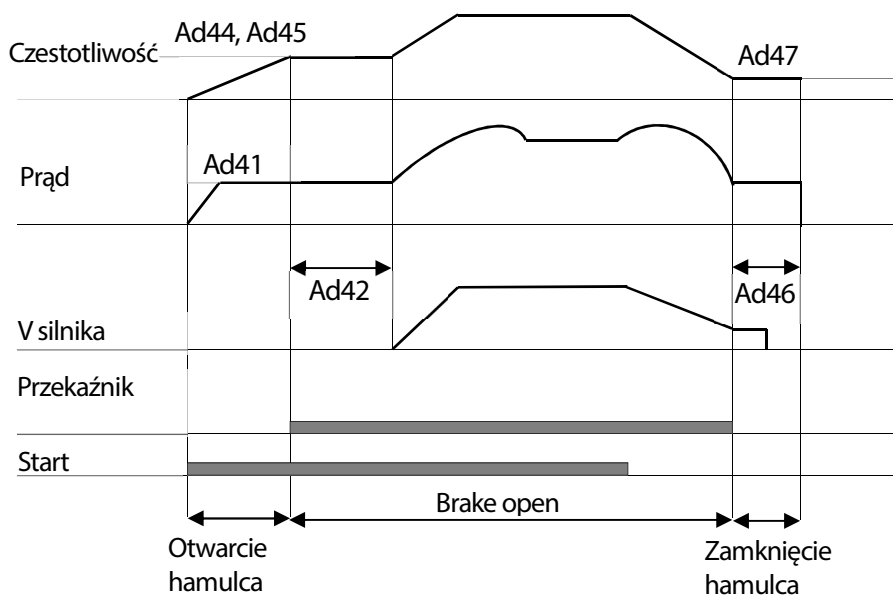 Ad44, Ad45
Czestotliwość
Ad47
Ad41
Prąd
Ad42
Ad46
V silnika
Przekaźnik
Start
Brake open
Otwarcie
hamulca
Zamknięcie
hamulca